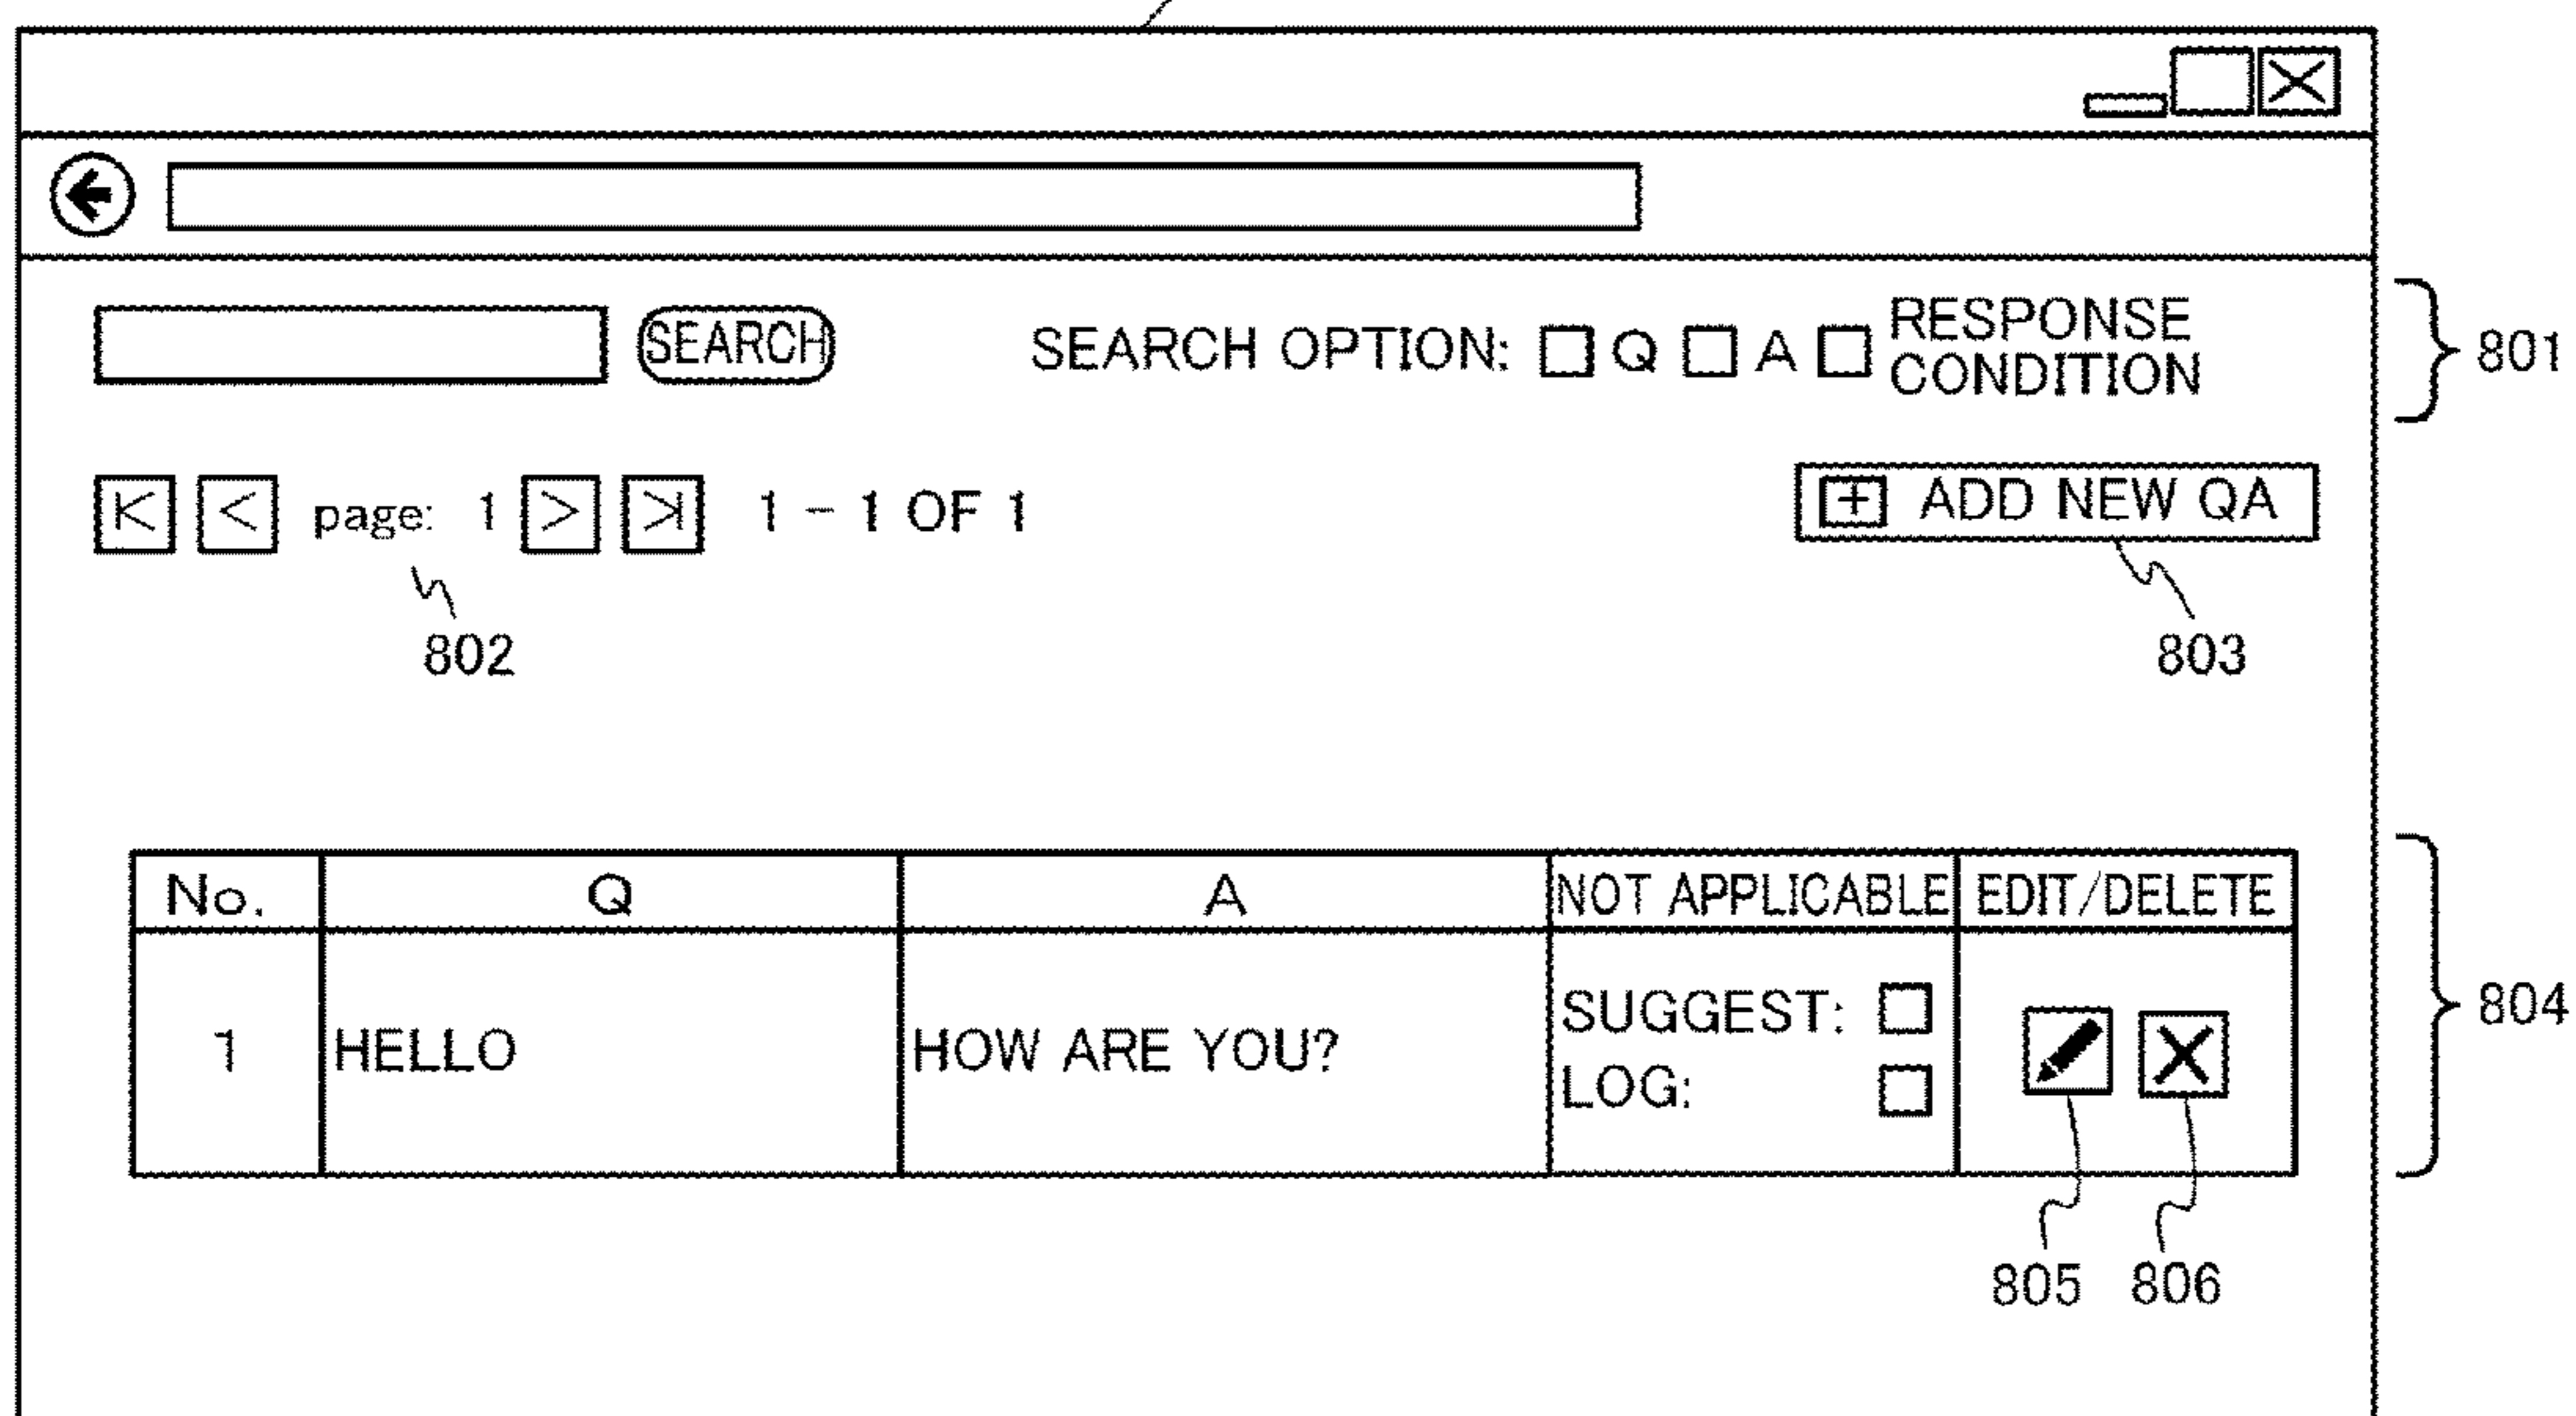 SEARCH SEARCH OPTION: Q A RESPONSE CONDITION 801
page: 1 1 - 1 OF 1 ADD NEW QA
802 803
No. Q A NOT APPLICABLE EDIT/DELETE
1 HELLO HOW ARE YOU? SUGGEST: 804
LOG:
805 806